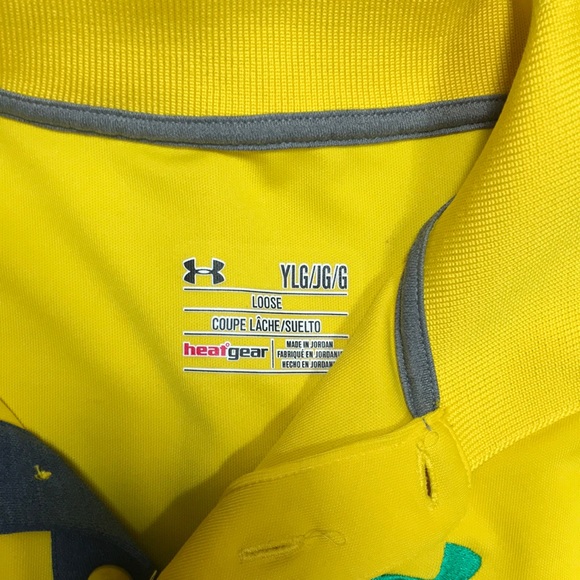 YLG/JG/G
LOOSE
COUPE LÂCHE/SUELTO
heatgear
MADE IN JORDAN
FABRIQUÉ EN JORDANIE
HECHO EN JORDANIA